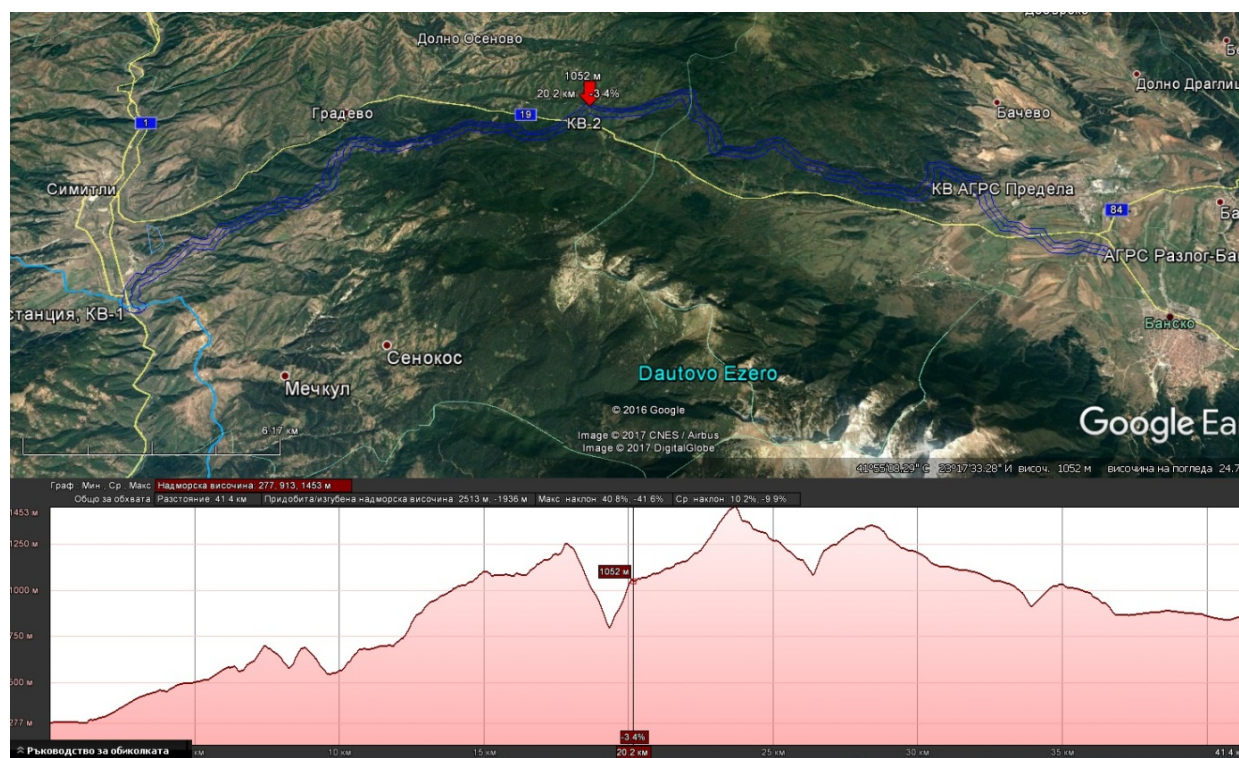 Добърско
Долно Осеново
1052 м
20.2 км -3.4%
Долно Драглиц
Градево
19
КВ-2
Бачево
1
Симитли
КВ АГРС Предела
84
Ба
АГРС Разлог-Ба
станция, КВ-1
Банско
Сенокос
Мечкул
Dautovo Ezero
© 2016 Google
Google Ea
6.17 км
Image © 2017 CNES / Airbus
Image © 2017 DigitalGlobe
41°55'03.29" С 23°17'33.28" И височ. 1052 м височина на погледа 24.7
Граф.: Мин., Ср., Макс. Надморска височина: 277, 913, 1453 м
Общо за обхвата: Разстояние: 41.4 км Придобита/изгубена надморска височина: 2513 м, -1936 м Макс. наклон: 40.8%, -41.6% Ср. наклон: 10.2%, -9.9%
1453 м
1250 м
1052 м
1000 м
750 м
500 м
277 м
-3.4%
Ръководство за обиколката км 10 км 15 км 20.2 км 25 км 30 км 35 км 41.4 к